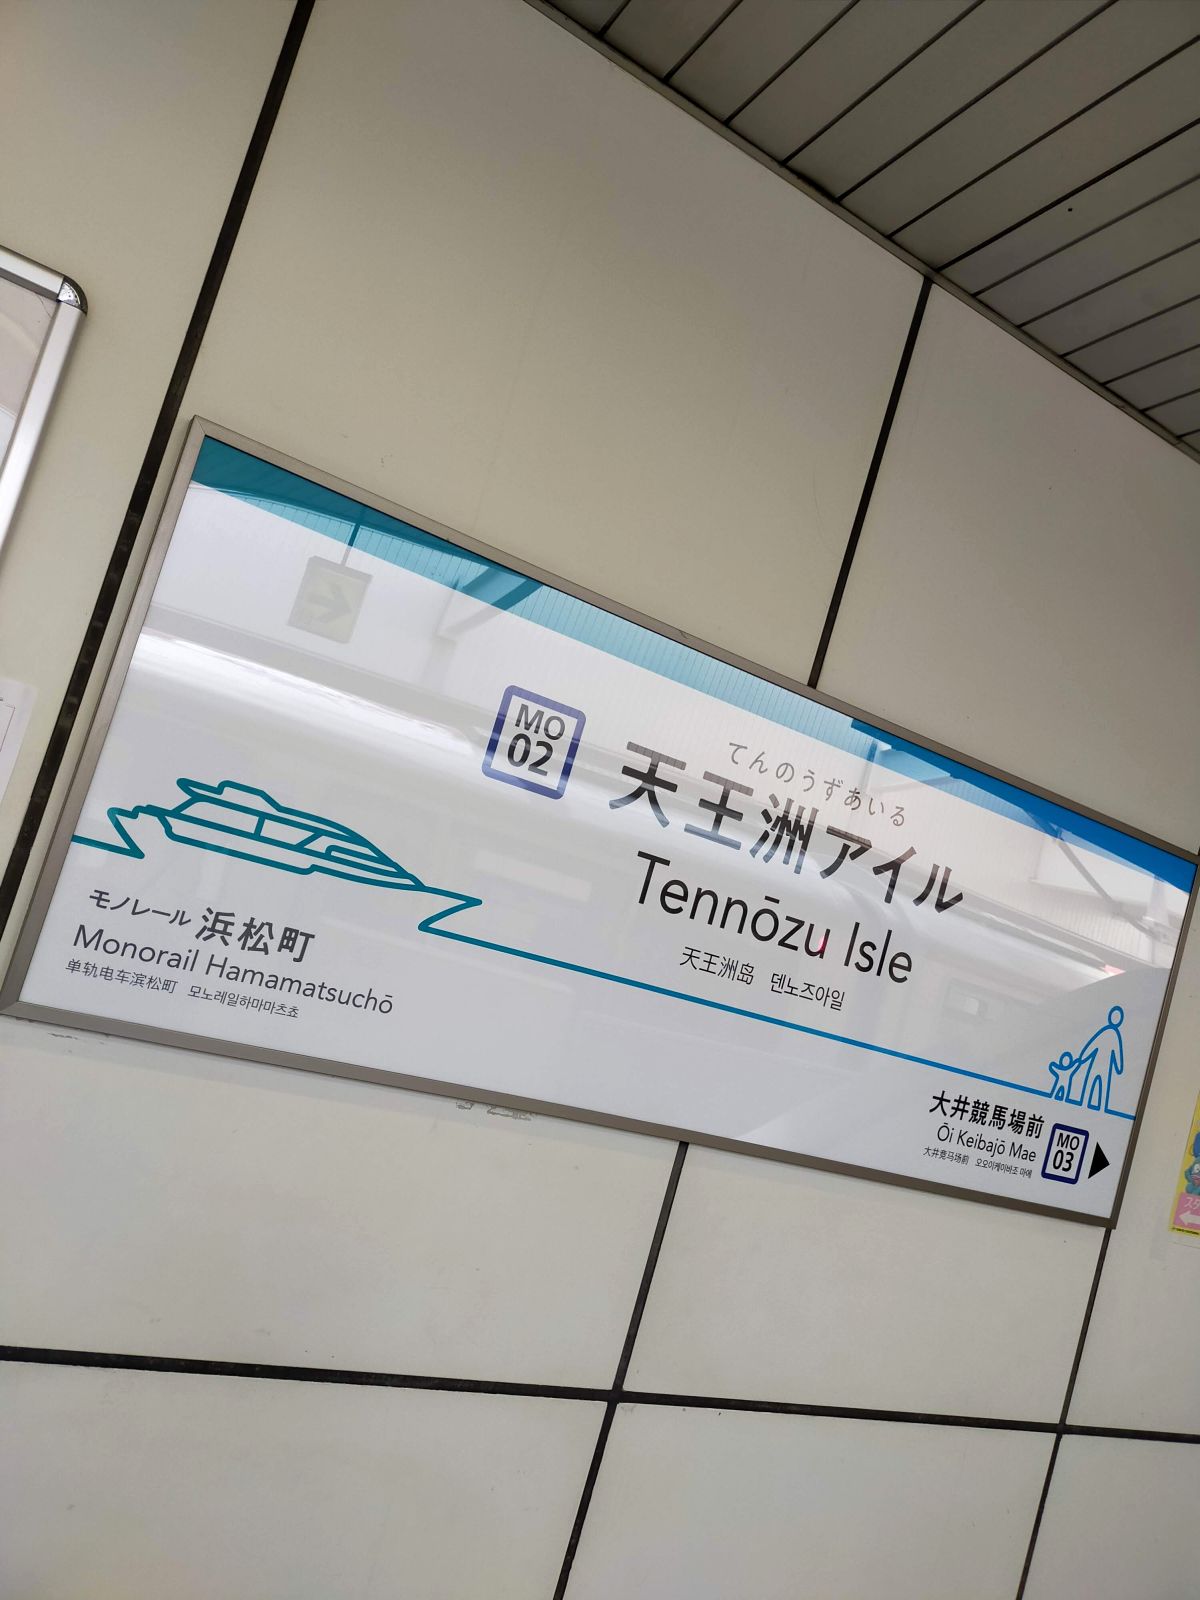 MO
02
てんのうずあいる
天王洲アイル
Tennōzu Isle
天王洲岛 덴노즈아일
モノレール 浜松町
Monorail Hamamatsuchō
单轨电车滨松町 모노레일하마마츠쵸
大井競馬場前
Ōi Keibajō Mae
大井竞马场前 오오이케이바조 마에
MO
03